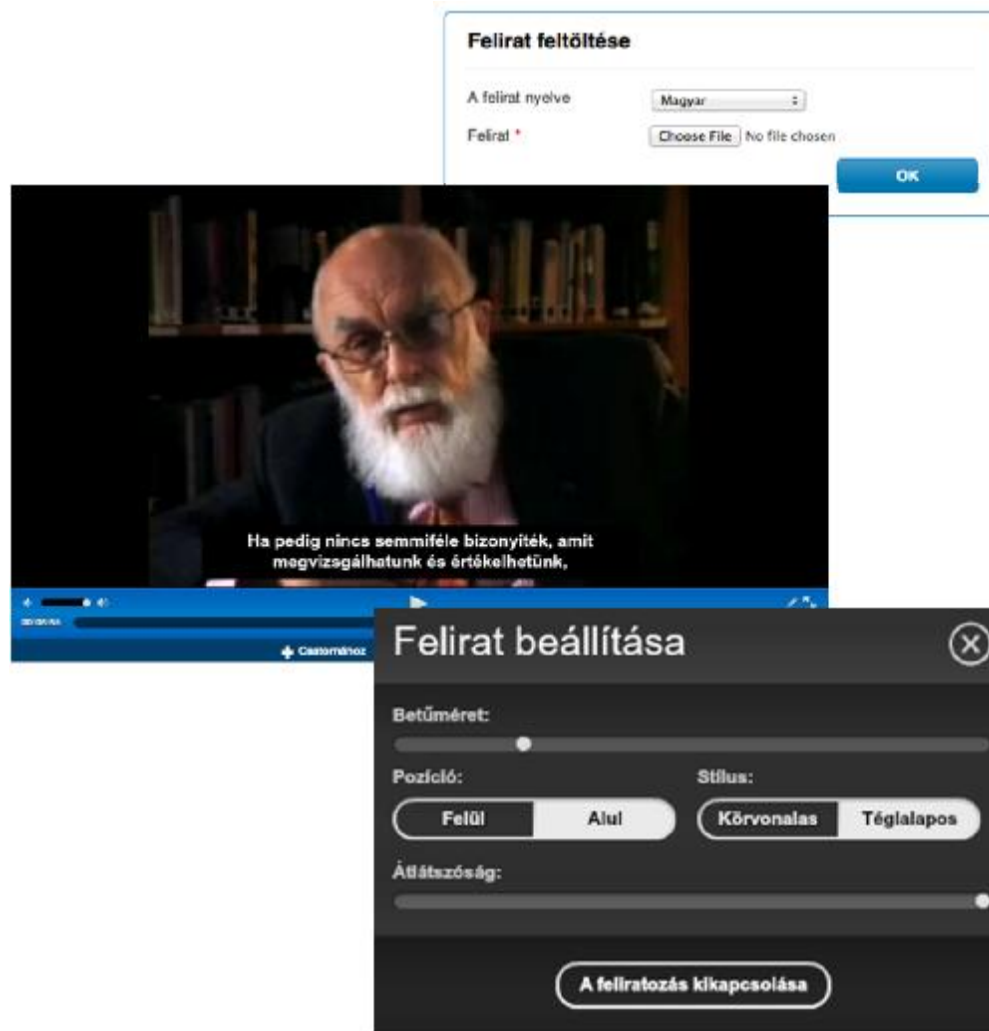 Felirat feltöltése
A felirat nyelve Magyar
Felirat * Choose File No file chosen
OK
Ha pedig nincs semmiféle bizonyíték, amit
megvizsgálhatunk és értékelhetünk,
Csatornához
Felirat beállítása
Betűméret:
Pozíció: Stílus:
Felül Alul Körvonalas Téglalapos
Átlátszóság:
A feliratozás kikapcsolása